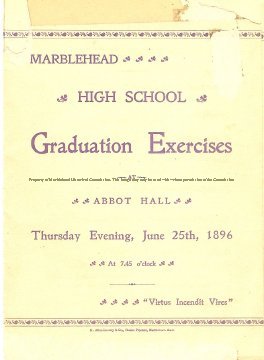 MARBLEHEAD
HIGH SCHOOL
Graduation Exercises
AT
ABBOT HALL
Thursday Evening, June 25th, 1896
At 7.45 o'clock
"Virtus Incendit Vires"